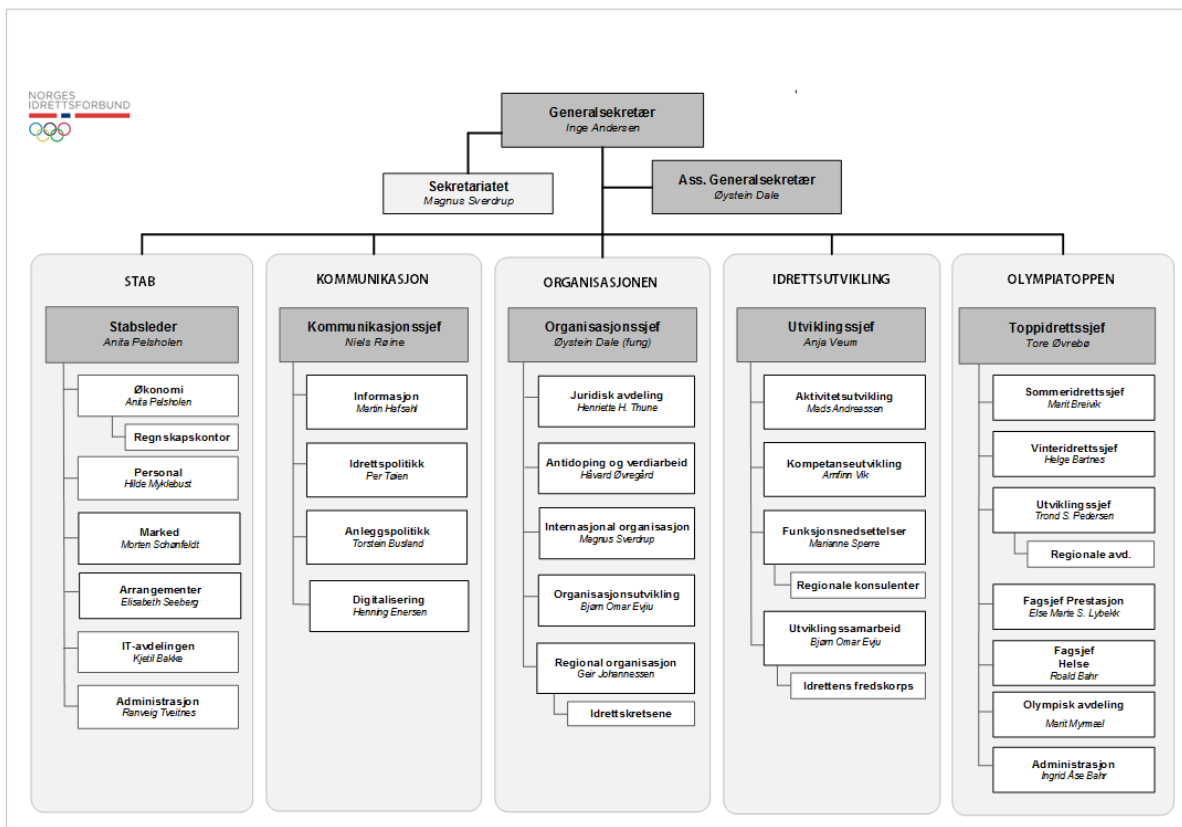 NORGES
IDRETTSFORBUND
Generalsekretær
Inge Andersen
Sekretariatet
Magnus Sverdrup
Ass. Generalsekretær
Øystein Dale
STAB
Stabsleder
Anita Pelsholen
Økonomi
Anita Pelsholen
Regnskapskontor
Personal
Hilde Myklebust
Marked
Morten Schønfeldt
Arrangementer
Elisabeth Seeberg
IT-avdelingen
Kjetil Bakke
Administrasjon
Ranveig Tveitnes
KOMMUNIKASJON
Kommunikasjonssjef
Niels Røine
Informasjon
Martin Hafsahl
Idrettspolitikk
Per Tøien
Anleggspolitikk
Torstein Busland
Digitalisering
Henning Enersen
ORGANISASJONEN
Organisasjonssjef
Øystein Dale (fung)
Juridisk avdeling
Henriette H. Thune
Antidoping og verdiarbeid
Håvard Øvregård
Internasjonal organisasjon
Magnus Sverdrup
Organisasjonsutvikling
Bjørn Omar Evjiu
Regional organisasjon
Geir Johannessen
Idrettskretsene
IDRETTSUTVIKLING
Utviklingssjef
Anja Veum
Aktivitetsutvikling
Mads Andreassen
Kompetanseutvikling
Arnfinn Vik
Funksjonsnedsettelser
Marianne Sperre
Regionale konsulenter
Utviklingssamarbeid
Bjørn Omar Evju
Idrettens fredskorps
OLYMPIATOPPEN
Toppidrettssjef
Tore Øvrebø
Sommeridrettssjef
Marit Breivik
Vinteridrettssjef
Helge Bartnes
Utviklingssjef
Trond S. Pedersen
Regionale avd.
Fagsjef Prestasjon
Else Marte S. Lybekk
Fagsjef
Helse
Roald Bahr
Olympisk avdeling
Marit Myrmæl
Administrasjon
Ingrid Åse Bahr